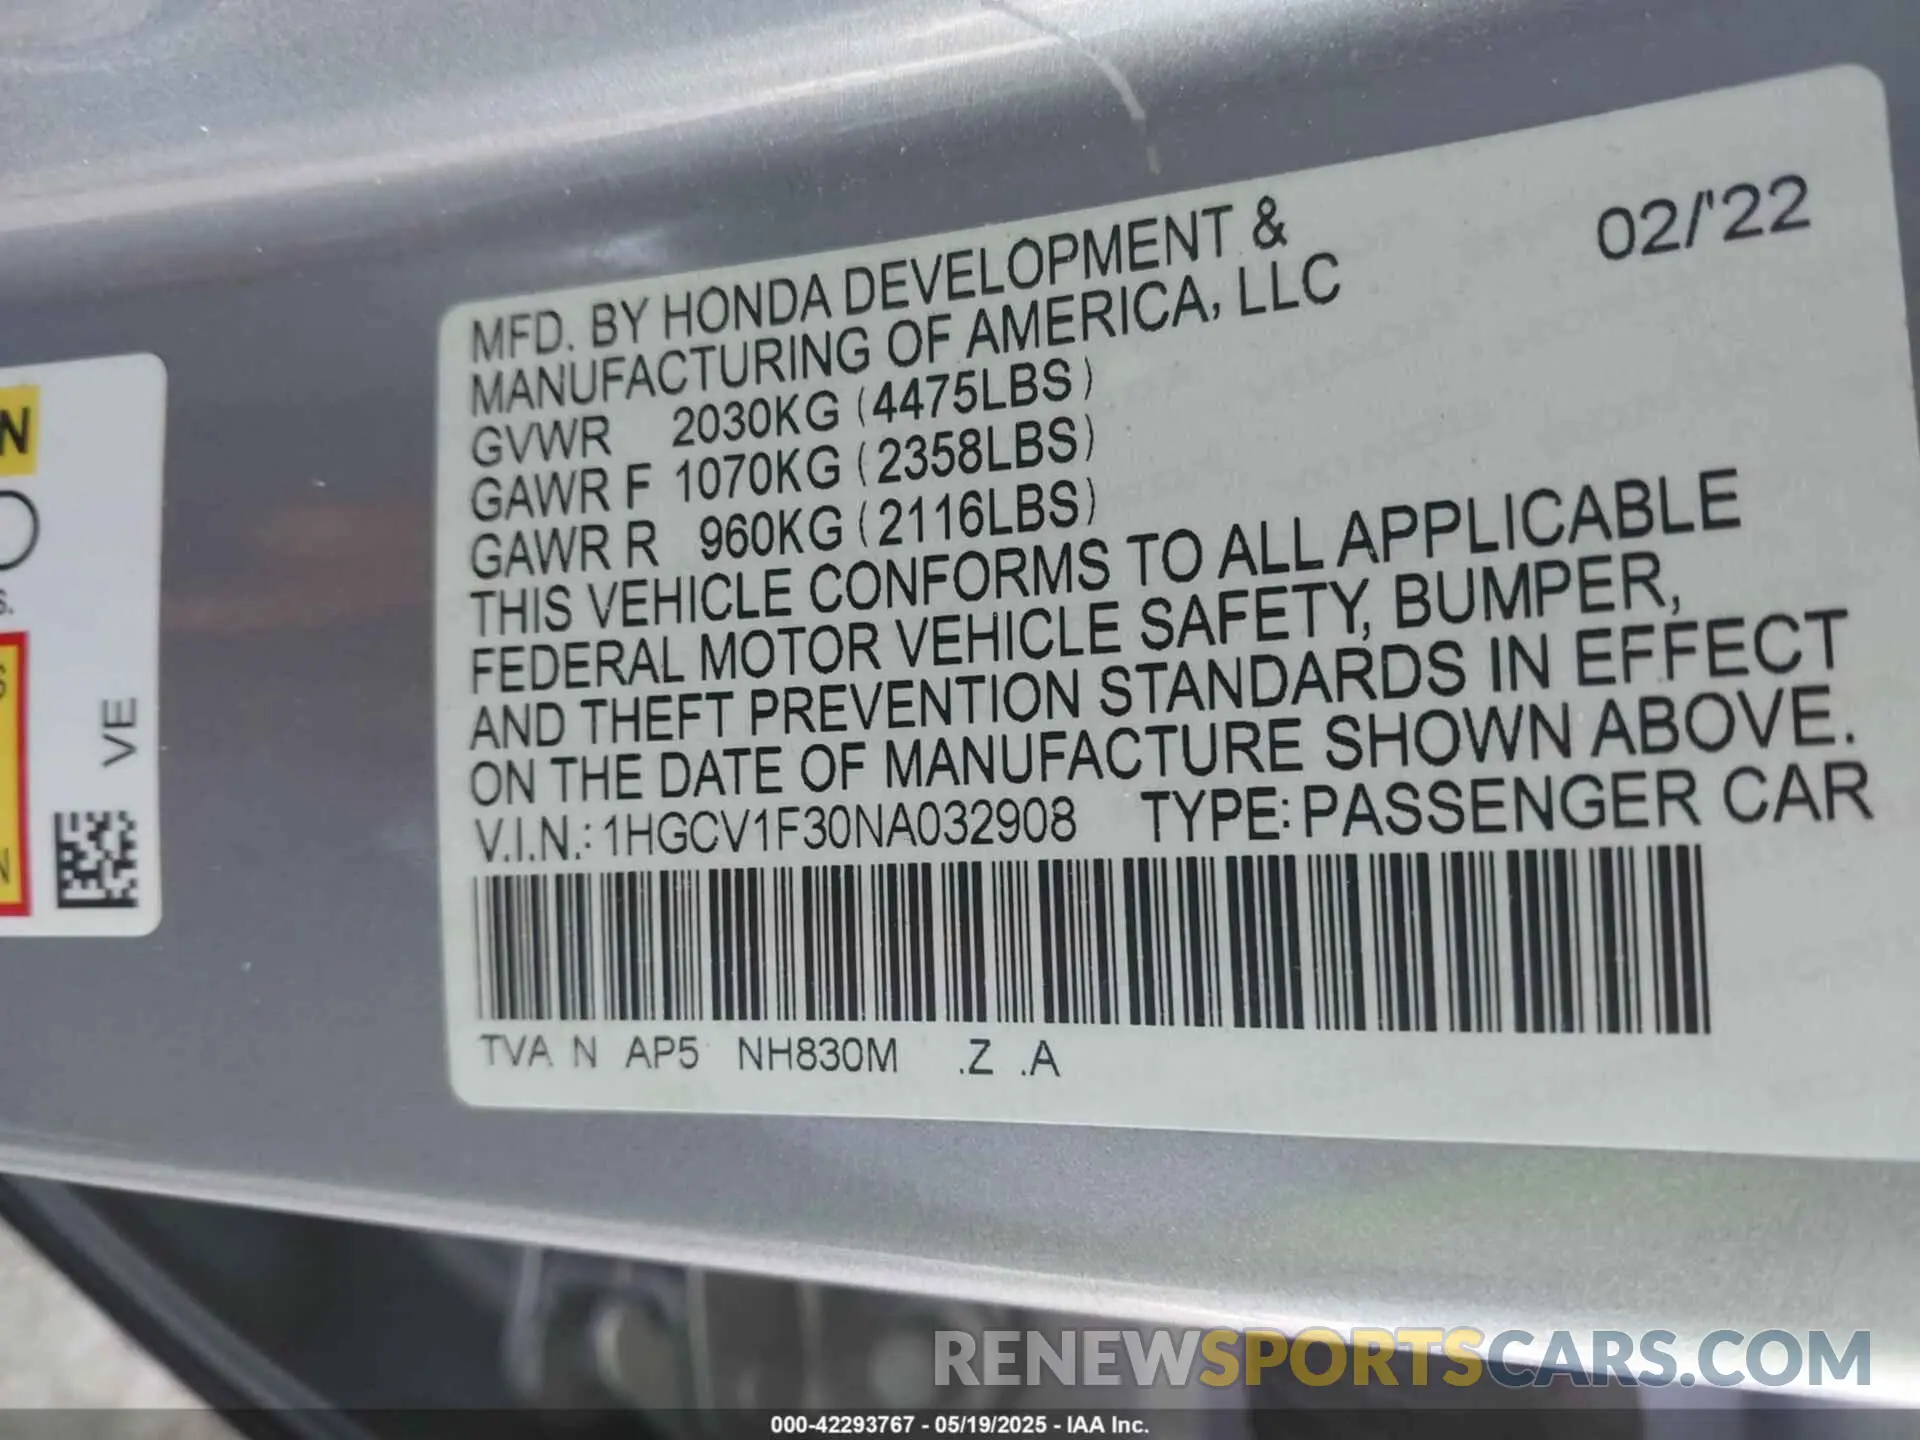 MFD. BY HONDA DEVELOPMENT &
MANUFACTURING OF AMERICA, LLC
02/'22
GVWR 2030KG (4475LBS)
GAWR F 1070KG (2358LBS)
GAWR R 960KG (2116LBS)
THIS VEHICLE CONFORMS TO ALL APPLICABLE
FEDERAL MOTOR VEHICLE SAFETY, BUMPER,
AND THEFT PREVENTION STANDARDS IN EFFECT
ON THE DATE OF MANUFACTURE SHOWN ABOVE.
V.I.N.: 1HGCV1F30NA032908 TYPE: PASSENGER CAR
TVA N AP5 NH830M .Z .A
VE
RENEWSPORTSCARS.COM
000-42293767 - 05/19/2025 - IAA Inc.